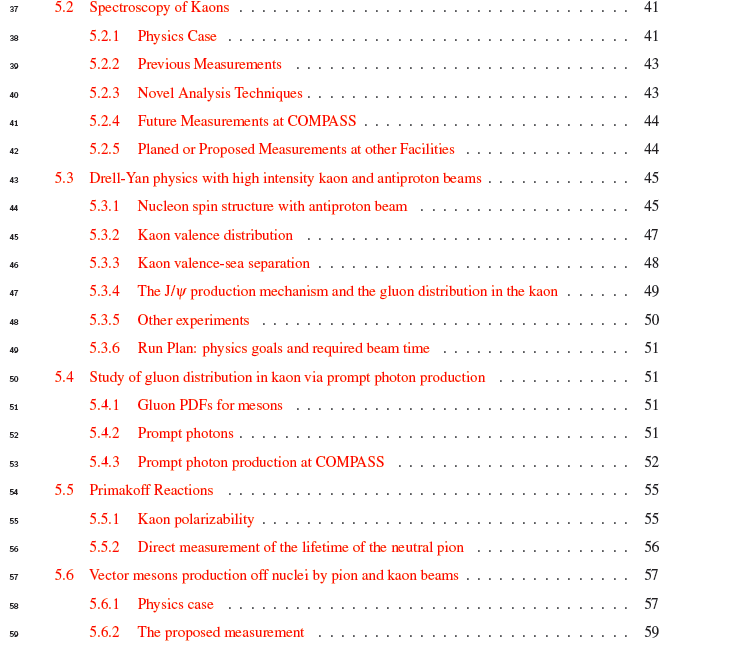 37 5.2 Spectroscopy of Kaons . . . . . . . . . . . . . . . . . . . . . . . . . . . . . . . . . 41
38 5.2.1 Physics Case . . . . . . . . . . . . . . . . . . . . . . . . . . . . . . . . . . 41
39 5.2.2 Previous Measurements . . . . . . . . . . . . . . . . . . . . . . . . . . . . 43
40 5.2.3 Novel Analysis Techniques . . . . . . . . . . . . . . . . . . . . . . . . . . . 43
41 5.2.4 Future Measurements at COMPASS . . . . . . . . . . . . . . . . . . . . . . 44
42 5.2.5 Planed or Proposed Measurements at other Facilities . . . . . . . . . . . . . . 44
43 5.3 Drell-Yan physics with high intensity kaon and antiproton beams . . . . . . . . . . . . 45
44 5.3.1 Nucleon spin structure with antiproton beam . . . . . . . . . . . . . . . . . . 45
45 5.3.2 Kaon valence distribution . . . . . . . . . . . . . . . . . . . . . . . . . . . 47
46 5.3.3 Kaon valence-sea separation . . . . . . . . . . . . . . . . . . . . . . . . . . 48
47 5.3.4 The J/ψ production mechanism and the gluon distribution in the kaon . . . . . . 49
48 5.3.5 Other experiments . . . . . . . . . . . . . . . . . . . . . . . . . . . . . . . 50
49 5.3.6 Run Plan: physics goals and required beam time . . . . . . . . . . . . . . . . 51
50 5.4 Study of gluon distribution in kaon via prompt photon production . . . . . . . . . . . 51
51 5.4.1 Gluon PDFs for mesons . . . . . . . . . . . . . . . . . . . . . . . . . . . . 51
52 5.4.2 Prompt photons . . . . . . . . . . . . . . . . . . . . . . . . . . . . . . . . . 51
53 5.4.3 Prompt photon production at COMPASS . . . . . . . . . . . . . . . . . . . . 52
54 5.5 Primakoff Reactions . . . . . . . . . . . . . . . . . . . . . . . . . . . . . . . . . . 55
55 5.5.1 Kaon polarizability . . . . . . . . . . . . . . . . . . . . . . . . . . . . . . . 55
56 5.5.2 Direct measurement of the lifetime of the neutral pion . . . . . . . . . . . . . 56
57 5.6 Vector mesons production off nuclei by pion and kaon beams . . . . . . . . . . . . . . 57
58 5.6.1 Physics case . . . . . . . . . . . . . . . . . . . . . . . . . . . . . . . . . . 57
59 5.6.2 The proposed measurement . . . . . . . . . . . . . . . . . . . . . . . . . . 59